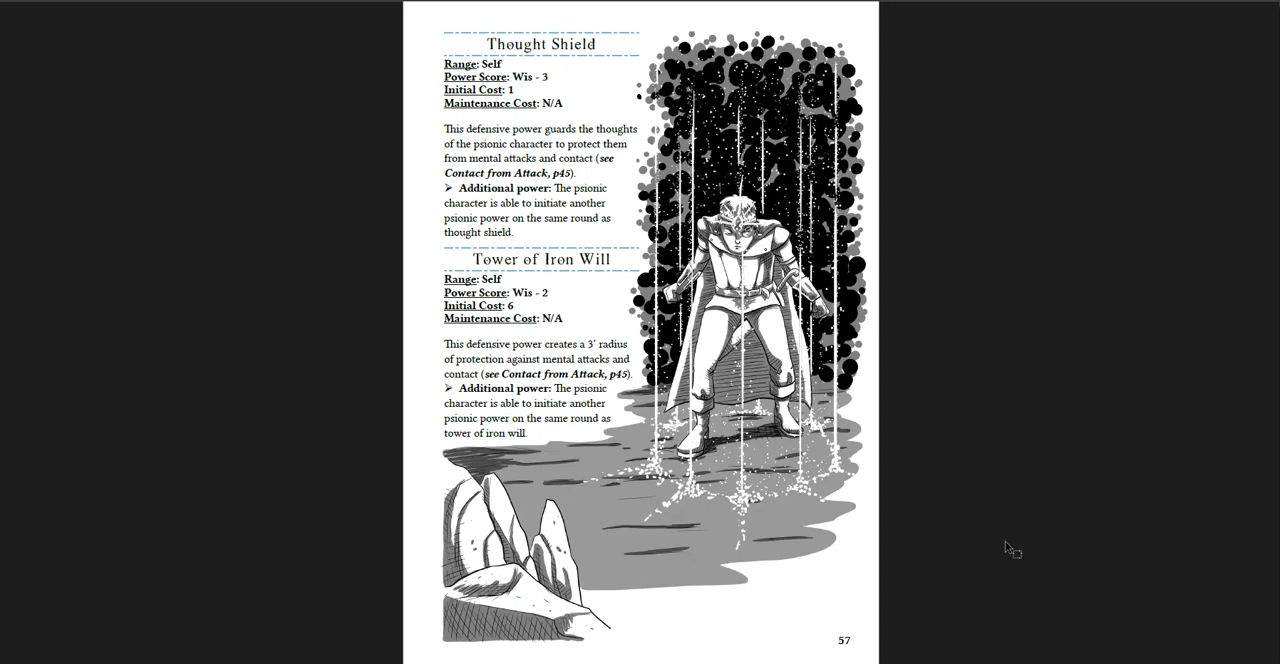 Thought Shield
Range: Self
Power Score: Wis - 3
Initial Cost: 1
Maintenance Cost: N/A
This defensive power guards the thoughts
of the psionic character to protect them
from mental attacks and contact (see
Contact from Attack, p45).
➢ Additional power: The psionic
character is able to initiate another
psionic power on the same round as
thought shield.
Tower of Iron Will
Range: Self
Power Score: Wis - 2
Initial Cost: 6
Maintenance Cost: N/A
This defensive power creates a 3' radius
of protection against mental attacks and
contact (see Contact from Attack, p45).
➢ Additional power: The psionic
character is able to initiate another
psionic power on the same round as
tower of iron will.
57